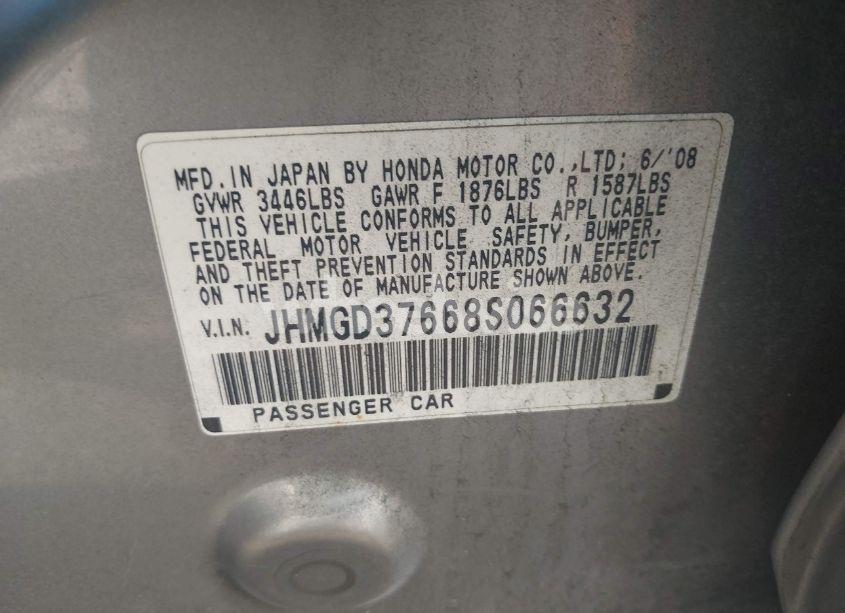 MFD. IN JAPAN BY HONDA MOTOR CO., LTD; 6/'08
GVWR 3446LBS GAWR F 1876LBS R 1587LBS
THIS VEHICLE CONFORMS TO ALL APPLICABLE
FEDERAL MOTOR VEHICLE SAFETY, BUMPER,
AND THEFT PREVENTION STANDARDS IN EFFECT
ON THE DATE OF MANUFACTURE SHOWN ABOVE.
V.I.N. JHMGD37668S066632
PASSENGER CAR